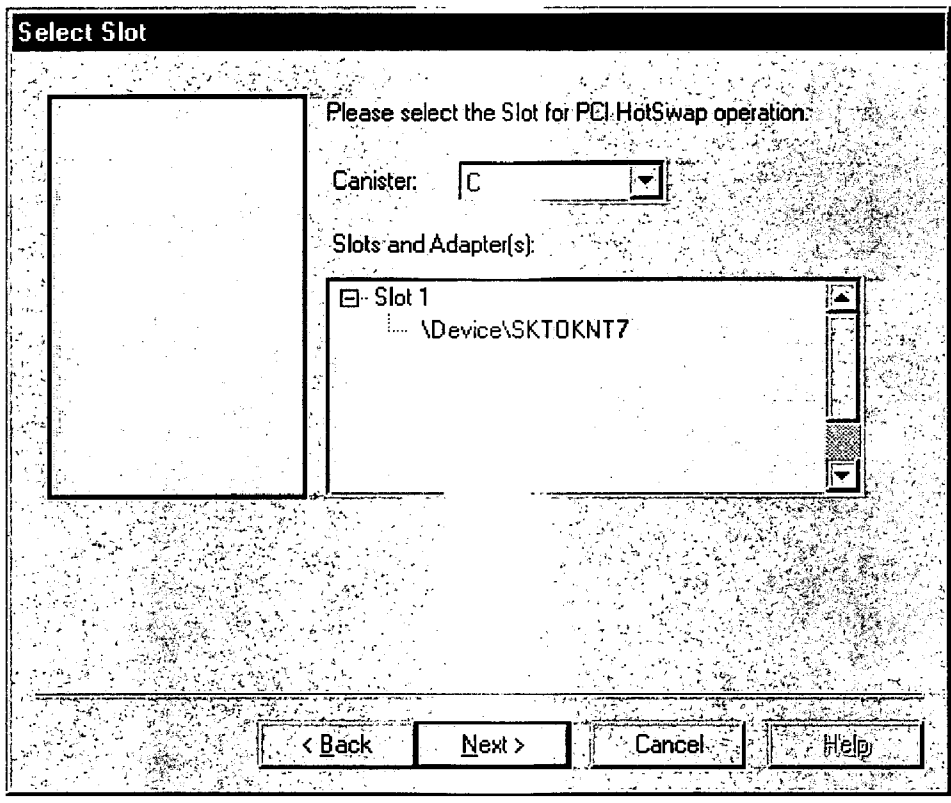 Select Slot
Please select the Slot for PCI HotSwap operation:
Canister: C
Slots and Adapter(s):
Slot 1
\Device\SKTOKNT7
< Back Next > Cancel Help